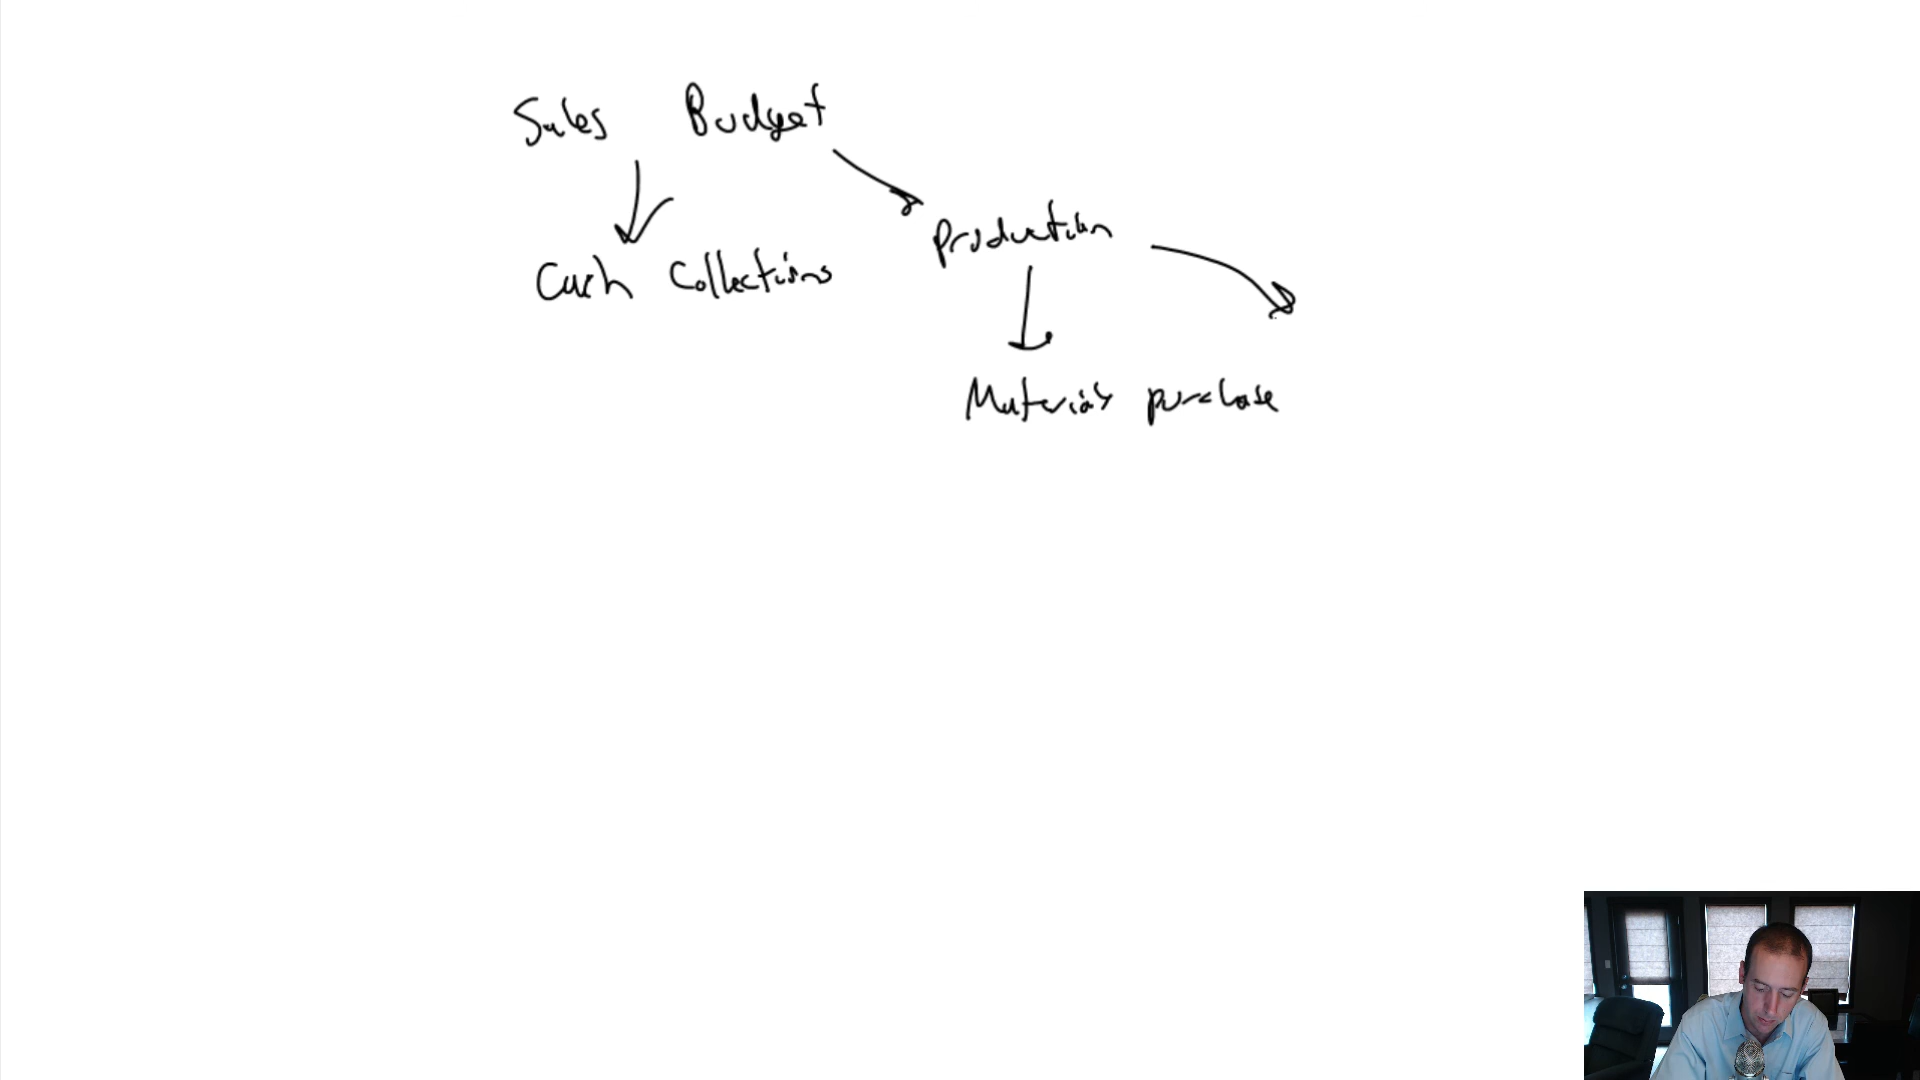 Sales Budget
Production
Cash Collections
Materials purchase